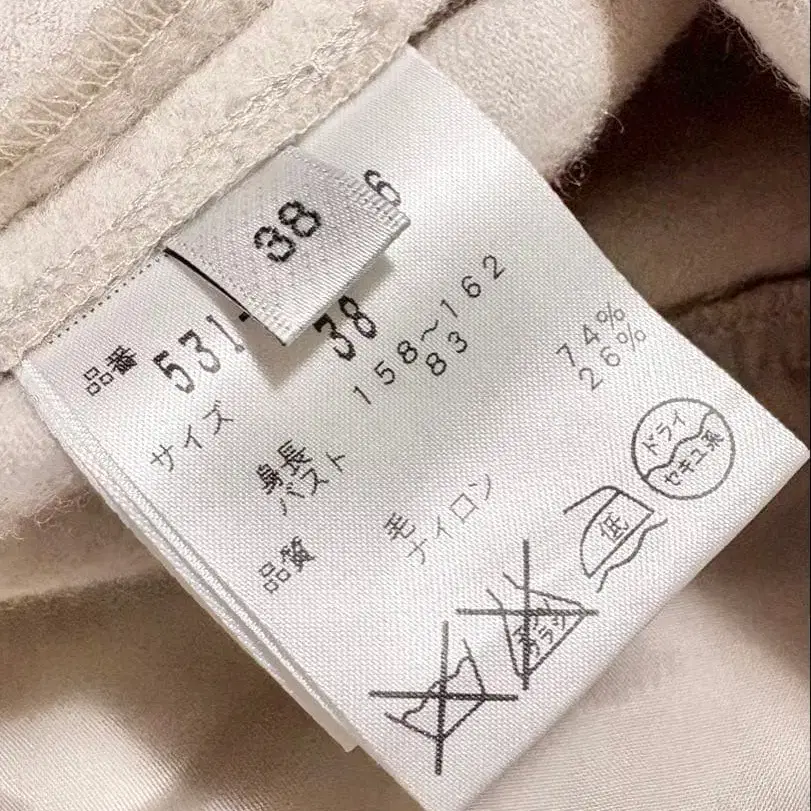 38
6
品番 531
サイズ 38
身長 158～162
バスト 83
品質 毛 74%
ナイロン 26%
低
ドライ
セキユ系